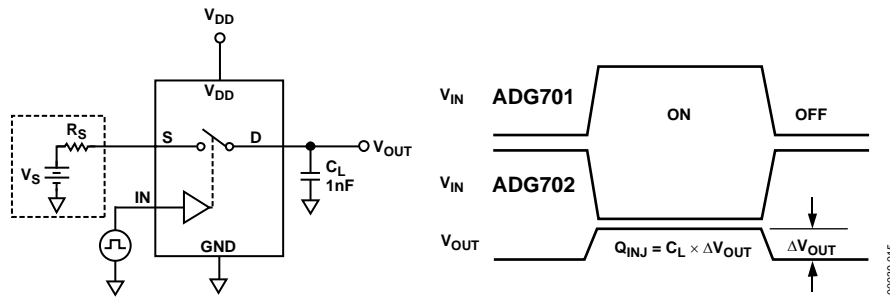 VDD
VDD
RS
S
D
VOUT
VS
CL
1nF
IN
GND
VIN ADG701
ON
OFF
VIN ADG702
VOUT
QINJ = CL × ΔVOUT
ΔVOUT